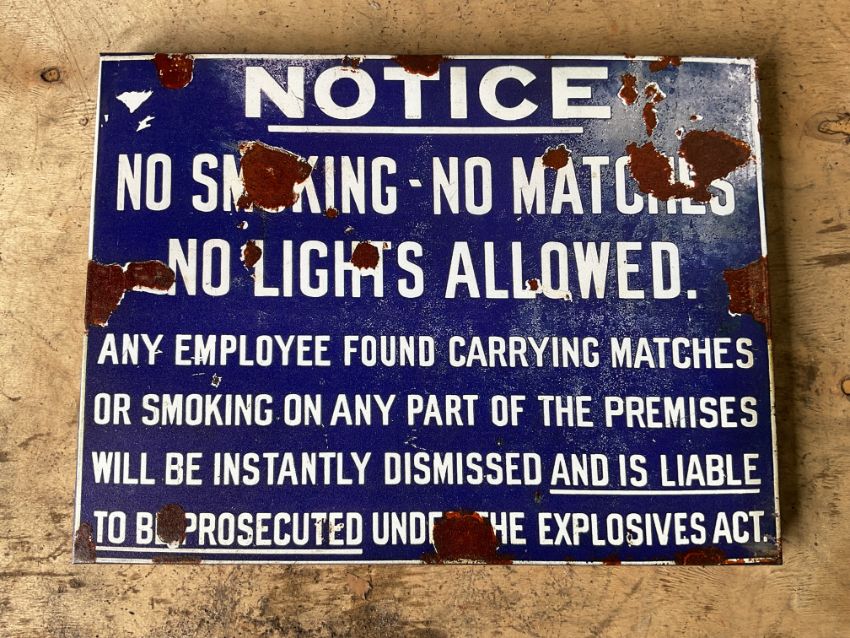 NOTICE
NO SMOKING - NO MATCHES
NO LIGHTS ALLOWED.
ANY EMPLOYEE FOUND CARRYING MATCHES
OR SMOKING ON ANY PART OF THE PREMISES
WILL BE INSTANTLY DISMISSED AND IS LIABLE
TO BE PROSECUTED UNDER THE EXPLOSIVES ACT.